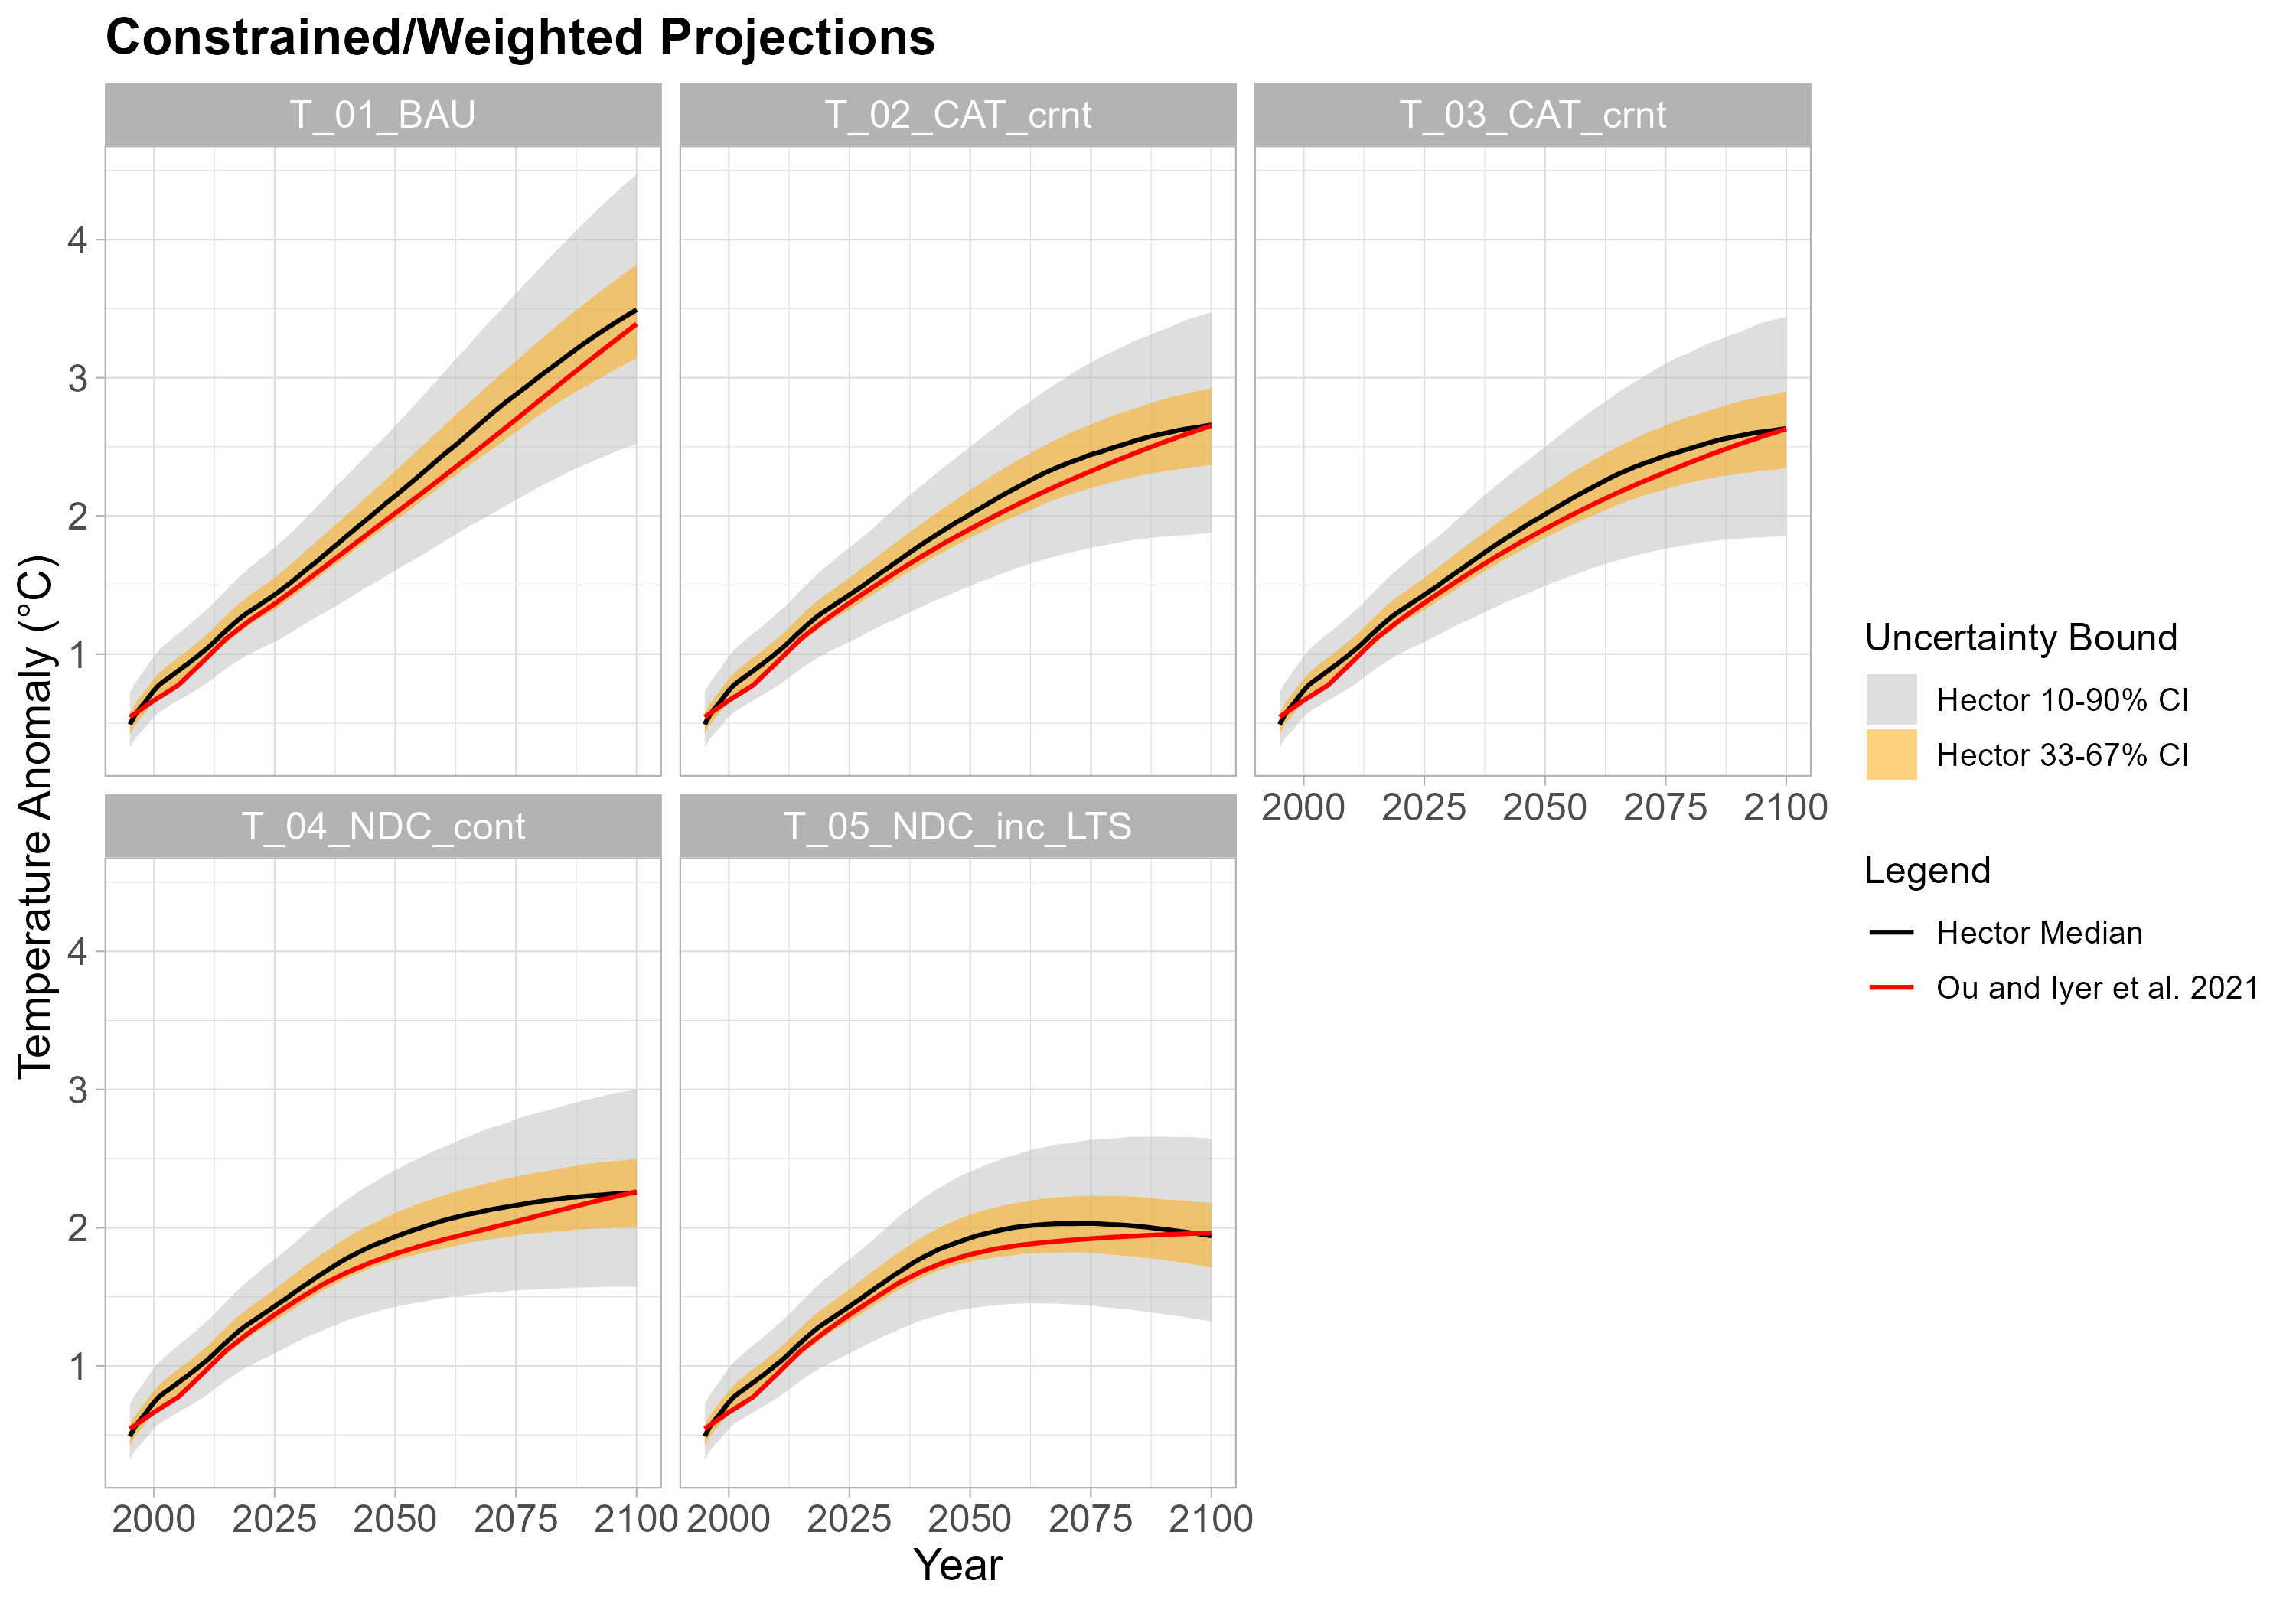 Constrained/Weighted Projections
T_01_BAU
T_02_CAT_crnt
T_03_CAT_crnt
4
3
2
1
2000 2025 2050 2075 2100
T_04_NDC_cont
T_05_NDC_inc_LTS
4
3
2
1
2000 2025 2050 2075 2100
2000 2025 2050 2075 2100
Year
Temperature Anomaly (°C)
Uncertainty Bound
Hector 10-90% CI
Hector 33-67% CI
Legend
Hector Median
Ou and Iyer et al. 2021